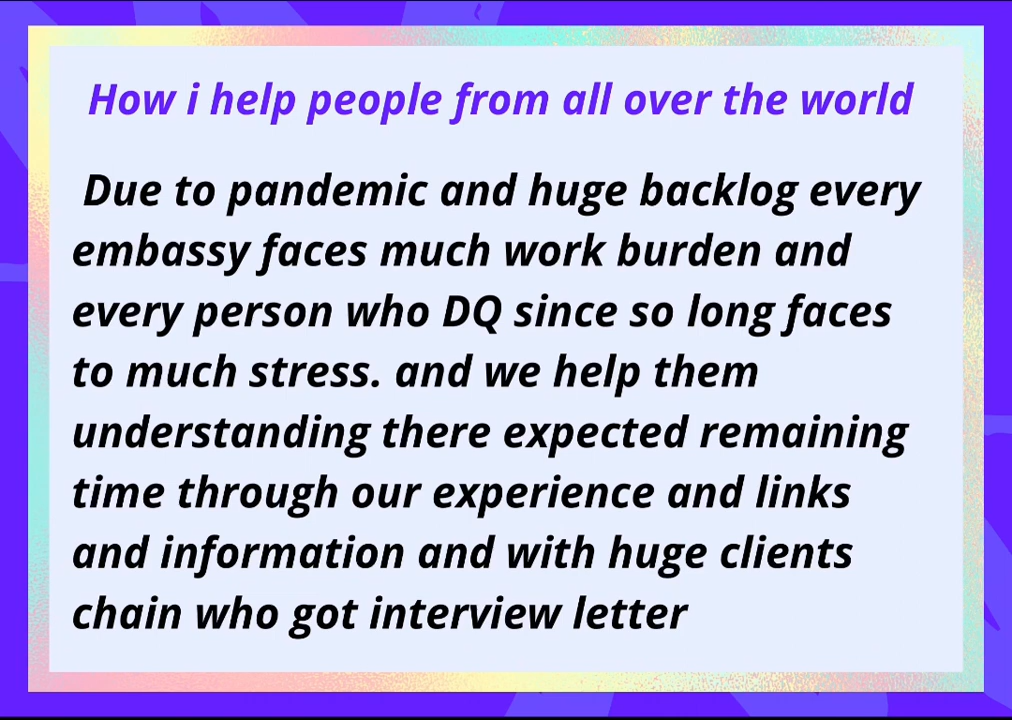 How i help people from all over the world
Due to pandemic and huge backlog every
embassy faces much work burden and
every person who DQ since so long faces
to much stress. and we help them
understanding there expected remaining
time through our experience and links
and information and with huge clients
chain who got interview letter